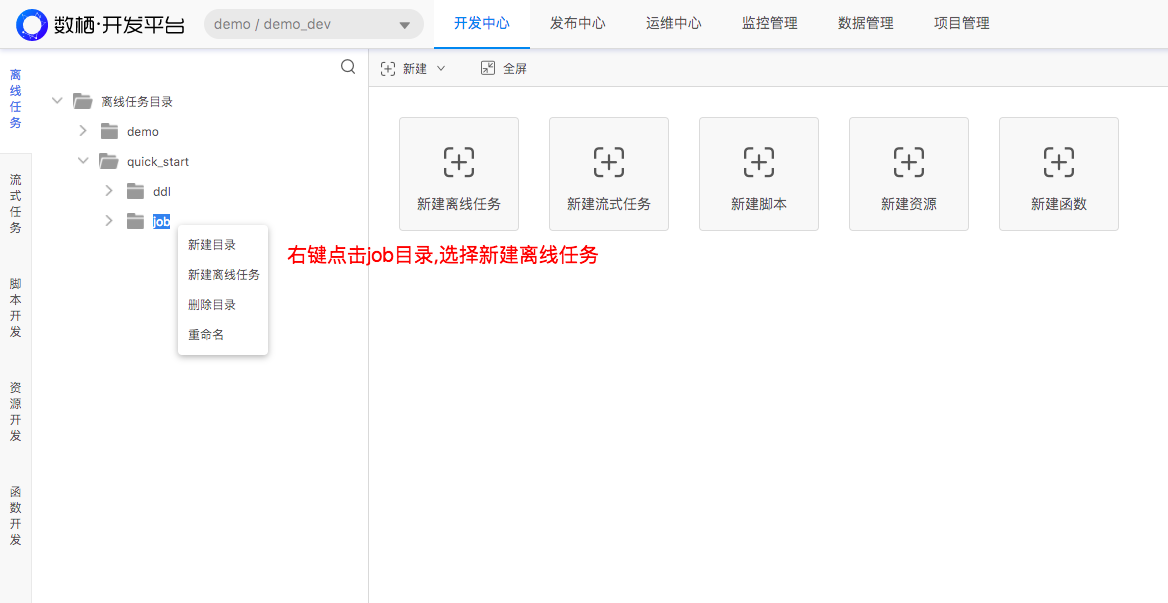 数栖·开发平台
demo / demo_dev
开发中心
发布中心
运维中心
监控管理
数据管理
项目管理
离线任务
流式任务
脚本开发
资源开发
函数开发
离线任务目录
demo
quick_start
ddl
job
新建目录
新建离线任务
删除目录
重命名
新建
全屏
新建离线任务
新建流式任务
新建脚本
新建资源
新建函数
右键点击job目录,选择新建离线任务